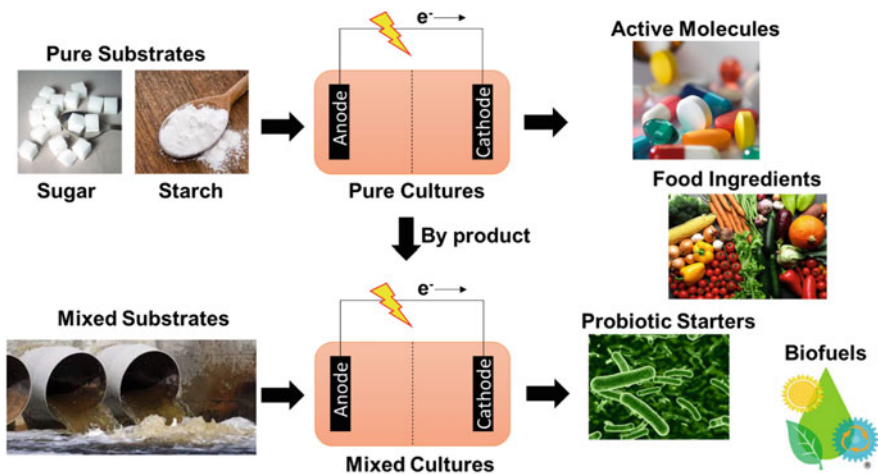 Pure Substrates
Sugar
Starch
e⁻
Anode
Cathode
Pure Cultures
Active Molecules
Food Ingredients
By product
Mixed Substrates
e⁻
Anode
Cathode
Mixed Cultures
Probiotic Starters
Biofuels
®